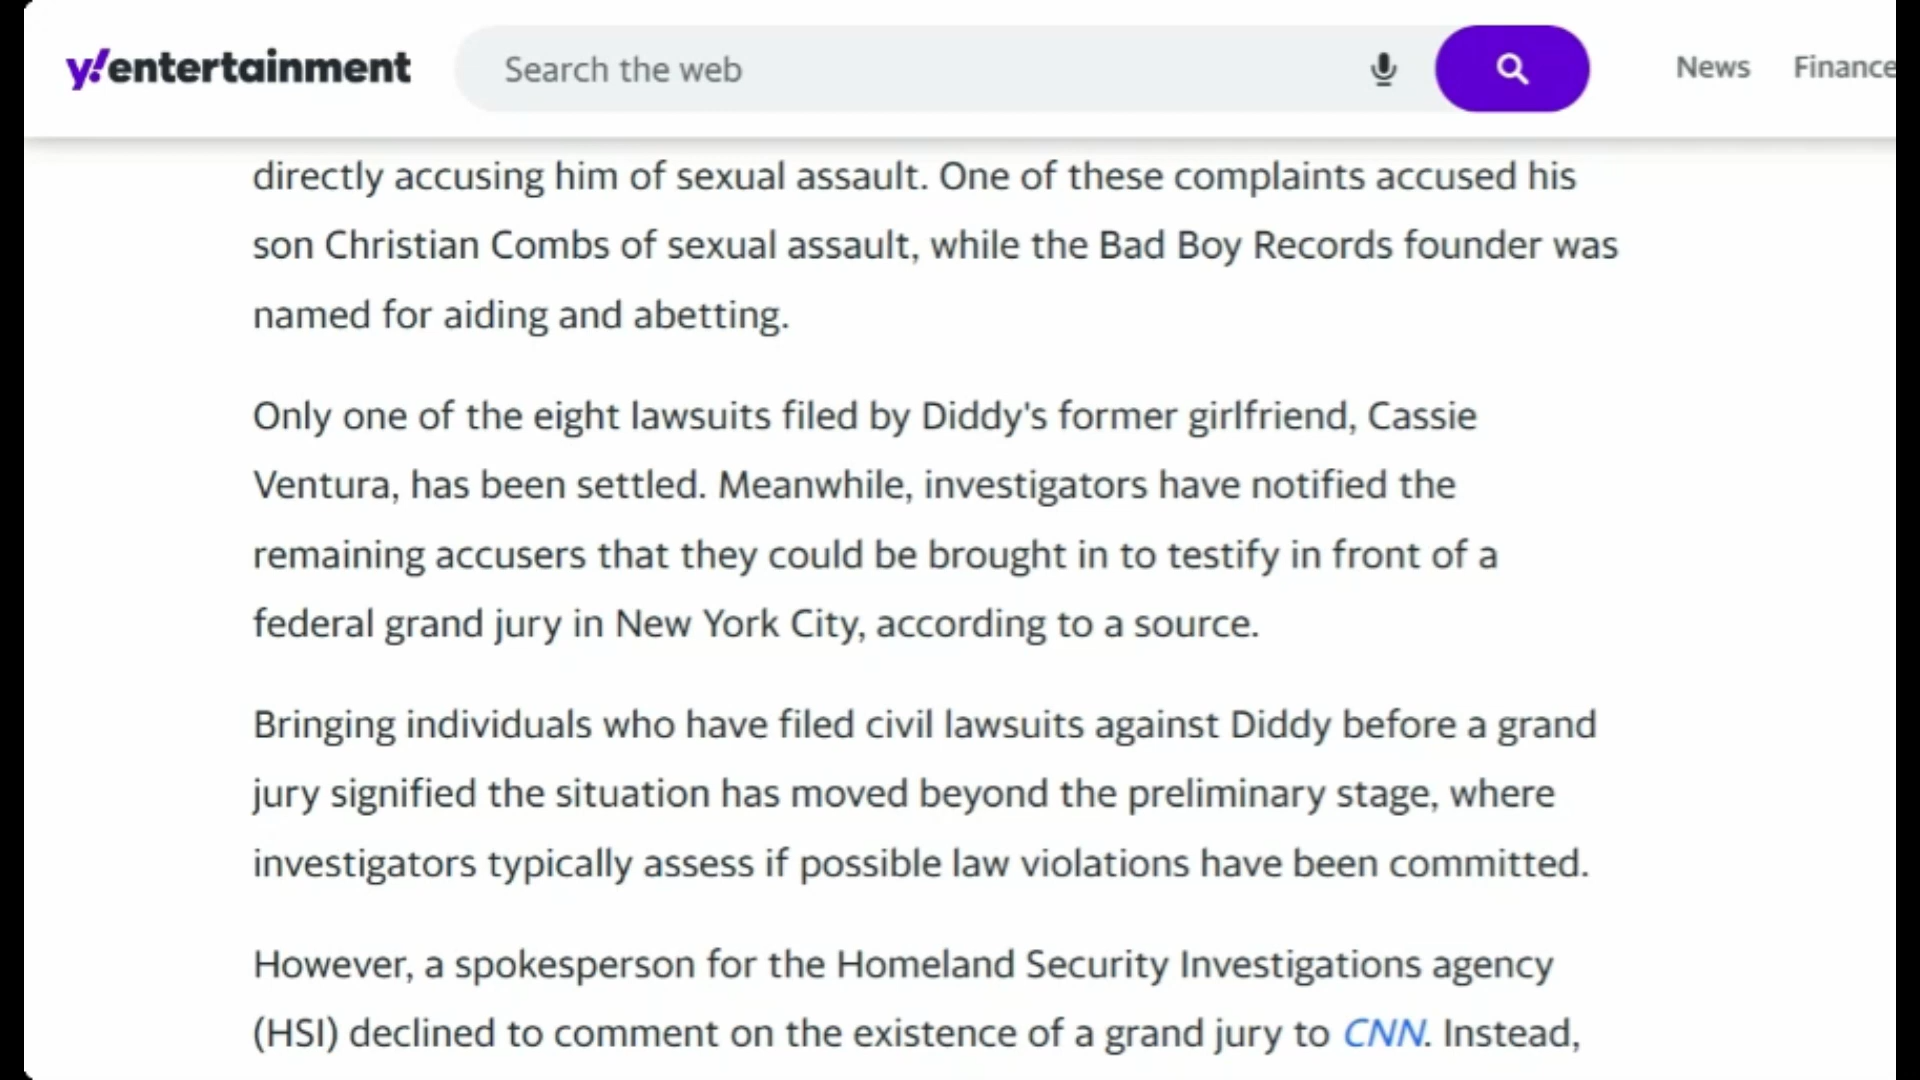 y!entertainment
Search the web
News Finance
directly accusing him of sexual assault. One of these complaints accused his
son Christian Combs of sexual assault, while the Bad Boy Records founder was
named for aiding and abetting.
Only one of the eight lawsuits filed by Diddy's former girlfriend, Cassie
Ventura, has been settled. Meanwhile, investigators have notified the
remaining accusers that they could be brought in to testify in front of a
federal grand jury in New York City, according to a source.
Bringing individuals who have filed civil lawsuits against Diddy before a grand
jury signified the situation has moved beyond the preliminary stage, where
investigators typically assess if possible law violations have been committed.
However, a spokesperson for the Homeland Security Investigations agency
(HSI) declined to comment on the existence of a grand jury to CNN. Instead,